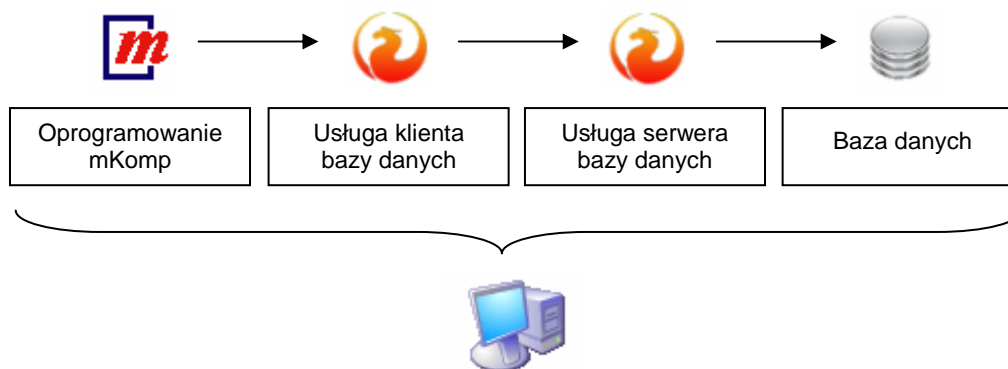 m
Oprogramowanie
mKomp
Usługa klienta
bazy danych
Usługa serwera
bazy danych
Baza danych